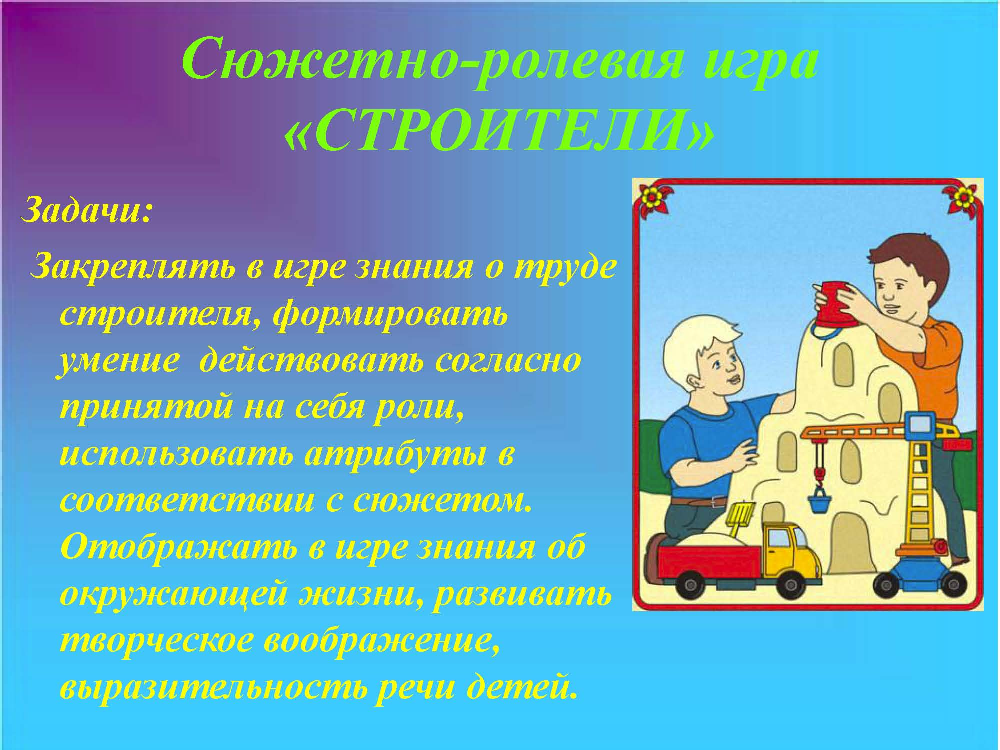 Сюжетно-ролевая игра
«СТРОИТЕЛИ»
Задачи:
Закреплять в игре знания о труде
строителя, формировать
умение действовать согласно
принятой на себя роли,
использовать атрибуты в
соответствии с сюжетом.
Отображать в игре знания об
окружающей жизни, развивать
творческое воображение,
выразительность речи детей.